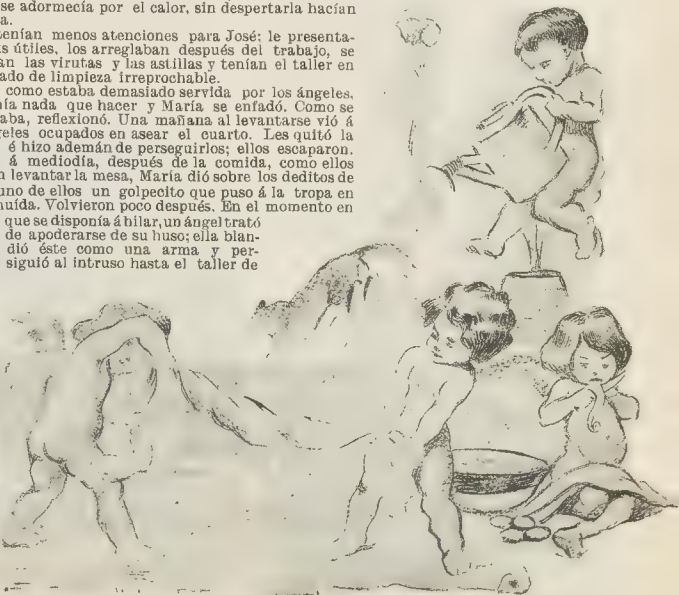 se adormecía por el calor, sin despertarla hacían
a.
tenían menos atenciones para José; le presenta-
s útiles, los arreglaban después del trabajo, se
an las virutas y las astillas y tenían el taller en
ado de limpieza irreprochable.
como estaba demasiado servida por los ángeles,
nía nada que hacer y María se enfadó. Como se
aba, reflexionó. Una mañana al levantarse vió á
geles ocupados en asear el cuarto. Les quitó la
é hizo ademán de perseguirlos; ellos escaparon.
á mediodía, después de la comida, como ellos
n levantar la mesa, María dió sobre los deditos de
uno de ellos un golpecito que puso á la tropa en
huída. Volvieron poco después. En el momento en
que se disponía á hilar, un ángel trató
de apoderarse de su huso; ella blan-
dió éste como una arma y per-
siguió al intruso hasta el taller de